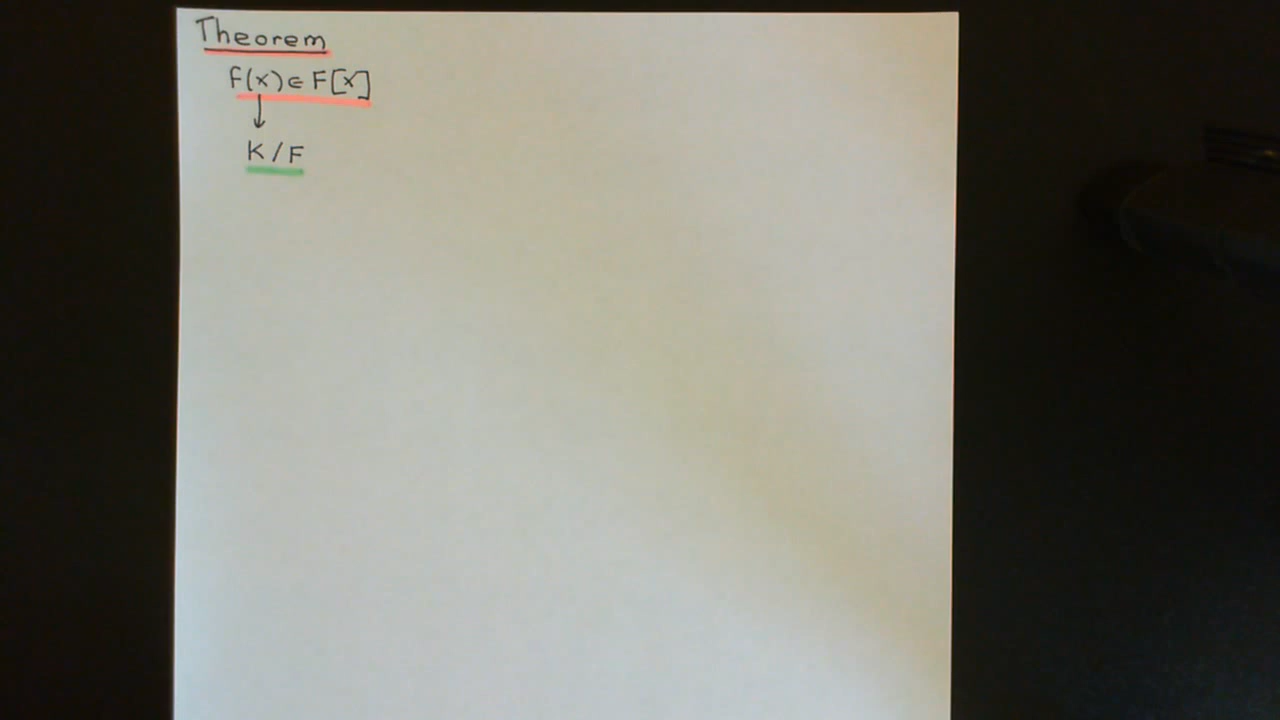 Theorem
f(x) ∈ F[x]
↓
K / F